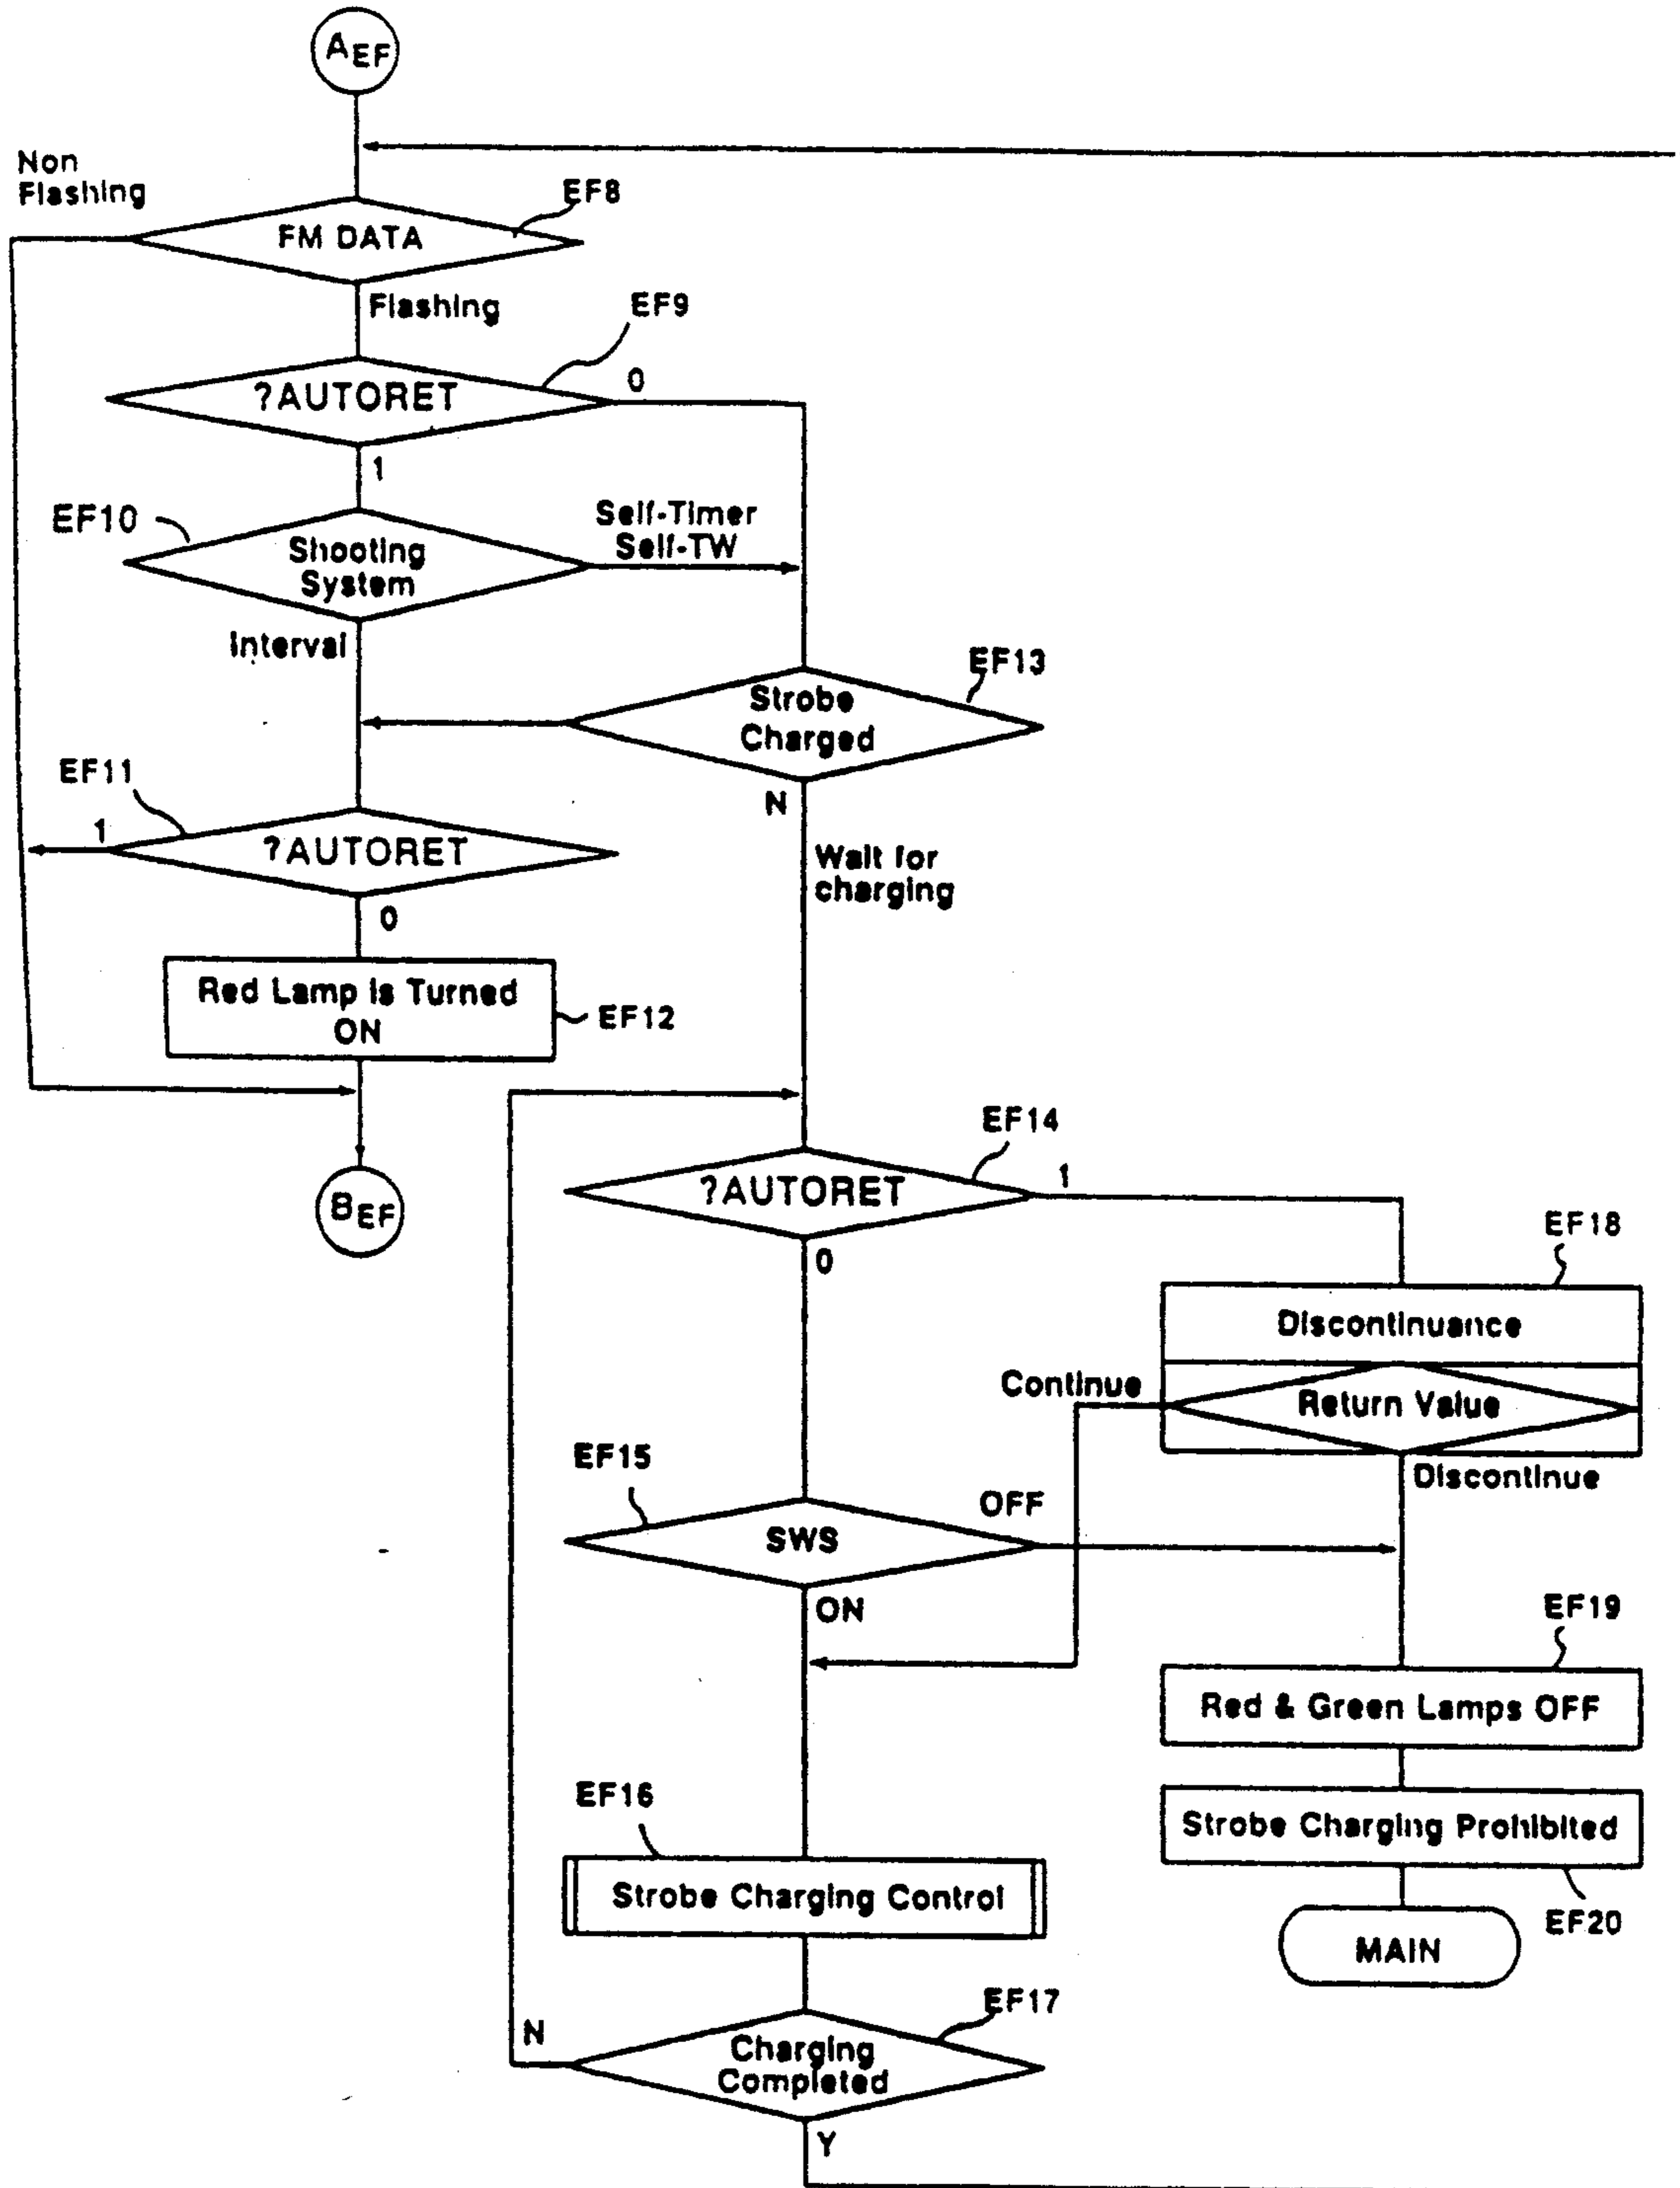 AEF
Non
Flashing
EF8
FM DATA
Flashing
EF9
?AUTORET
0
1
EF10
Shooting
System
Self-Timer
Self-TW
Interval
EF13
Strobe
Charged
N
EF11
1
?AUTORET
0
Wait for
charging
Red Lamp is Turned
ON
EF12
BEF
EF14
?AUTORET
1
0
EF18
Discontinuance
Continue
Return Value
Discontinue
EF15
OFF
SWS
ON
EF19
Red & Green Lamps OFF
EF16
Strobe Charging Prohibited
Strobe Charging Control
EF20
MAIN
EF17
N
Charging
Completed
Y